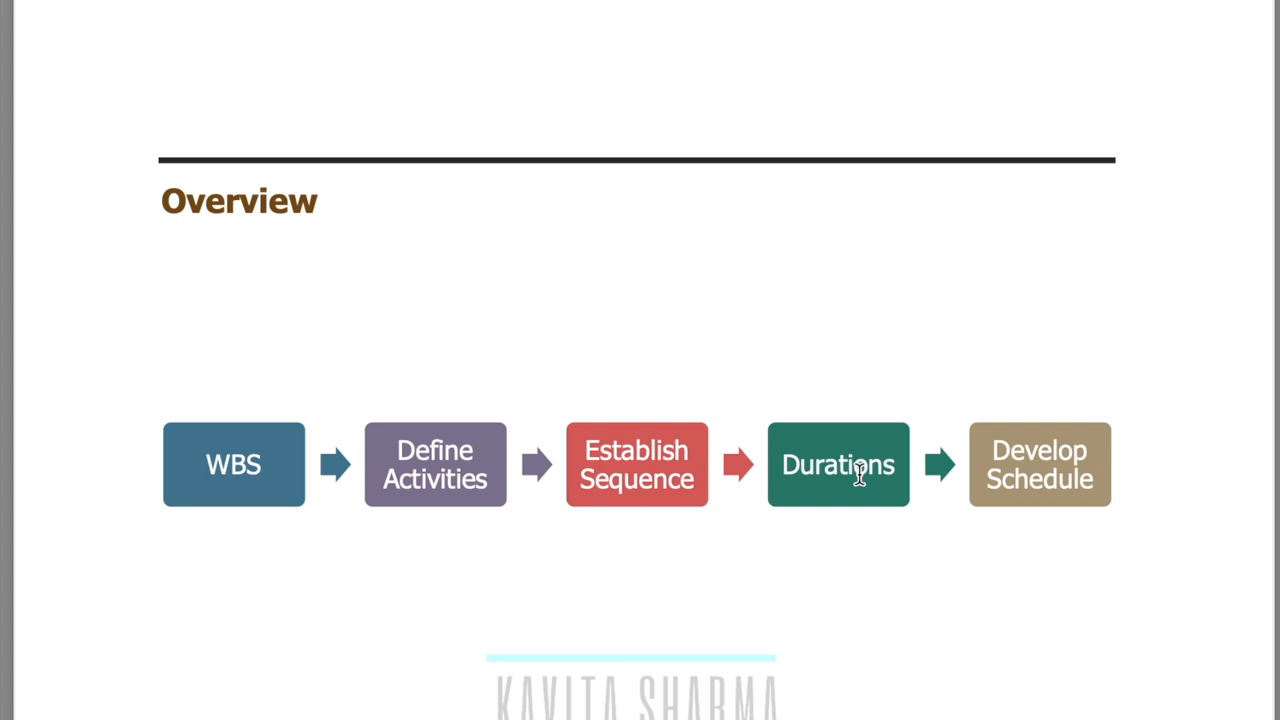 Overview
WBS
Define
Activities
Establish
Sequence
Durations
Develop
Schedule
KAVITA SHARMA